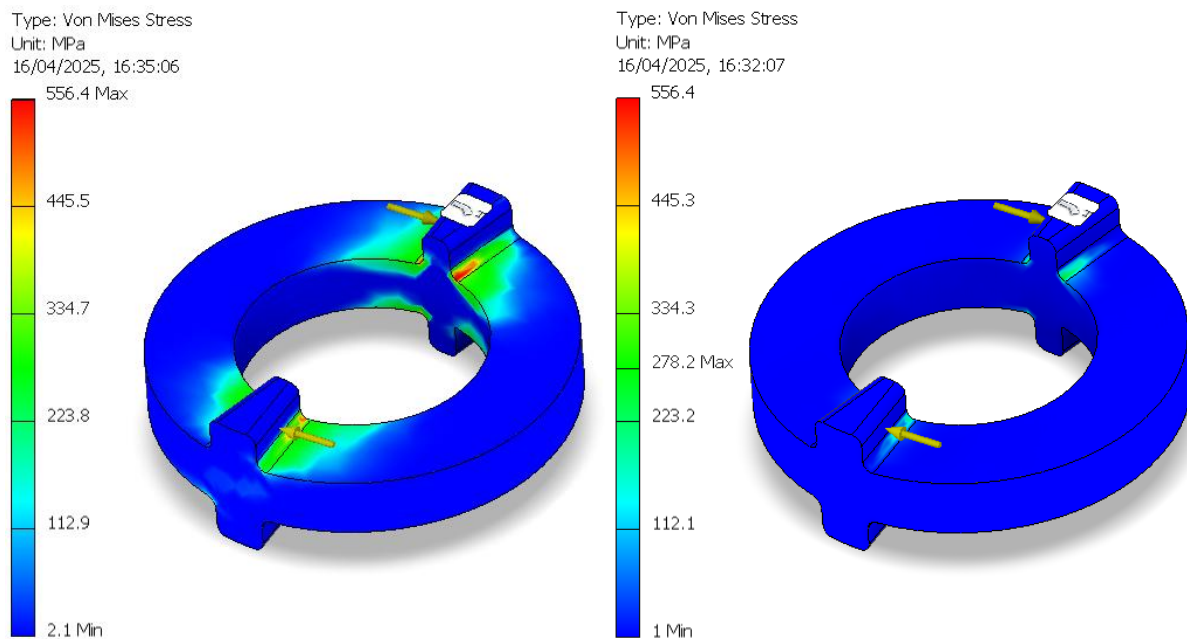 Type: Von Mises Stress
Unit: MPa
16/04/2025, 16:35:06
556.4 Max
445.5
334.7
223.8
112.9
2.1 Min
Type: Von Mises Stress
Unit: MPa
16/04/2025, 16:32:07
556.4
445.3
334.3
278.2 Max
223.2
112.1
1 Min